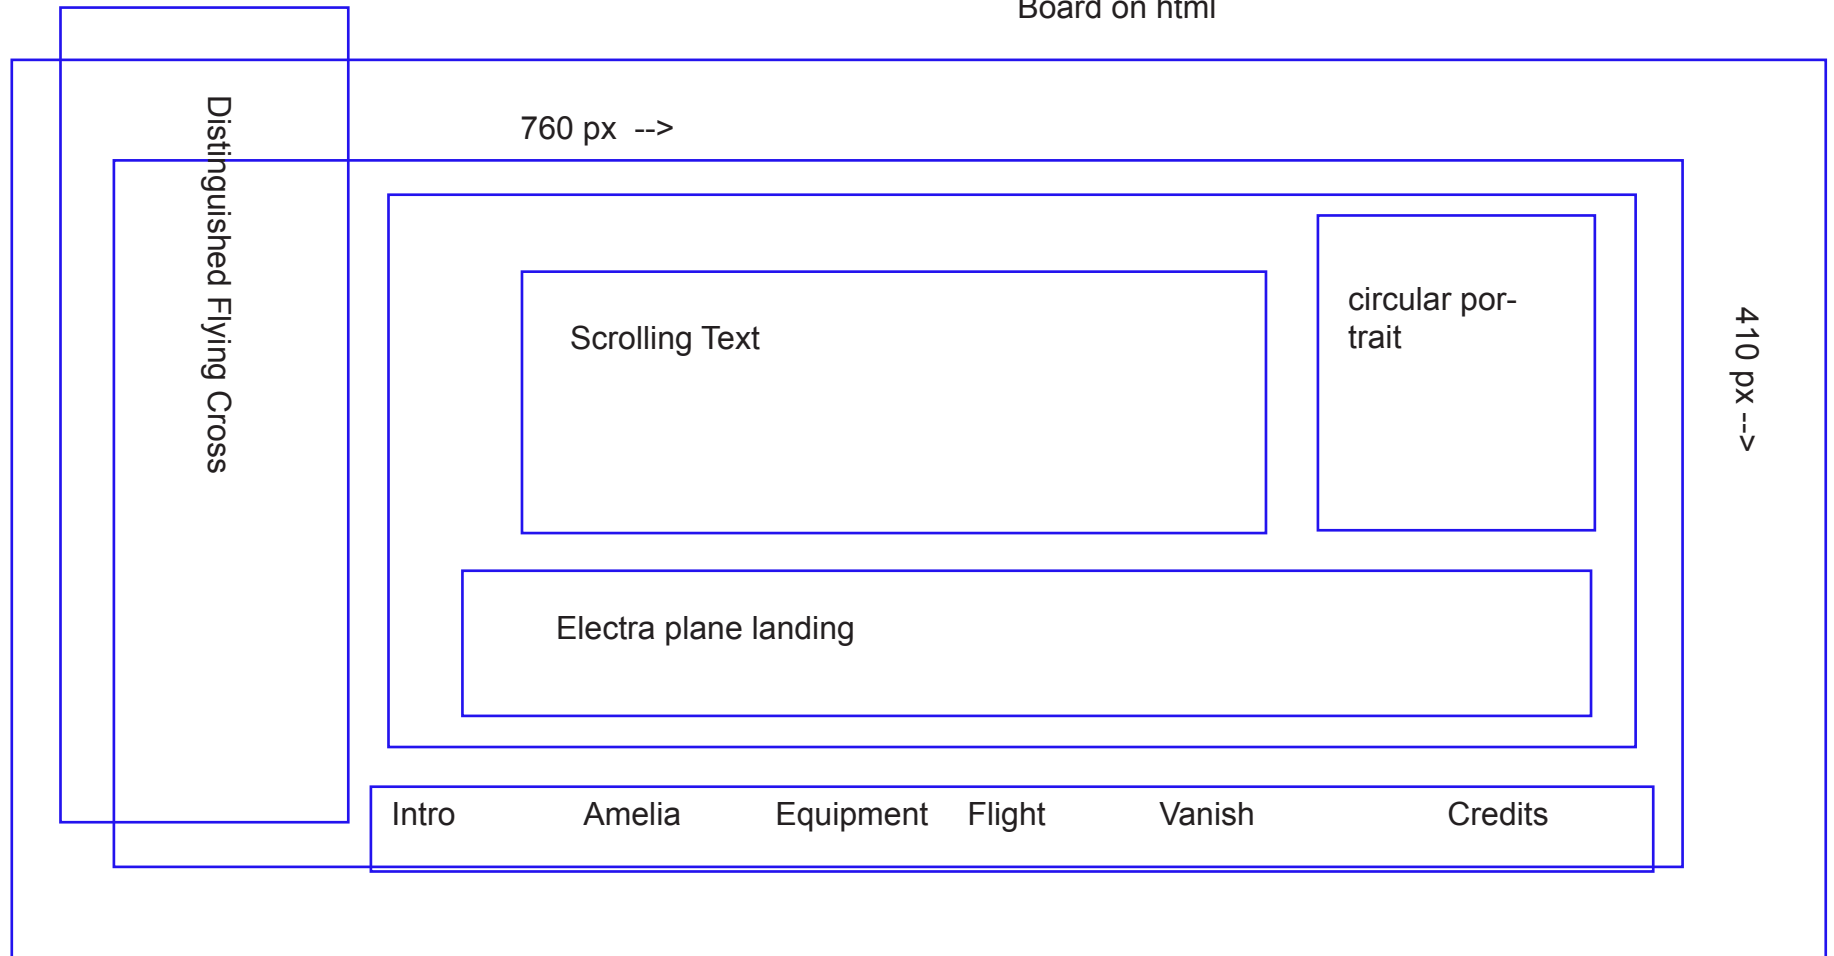 Board on html
Distinguished Flying Cross
760 px -->
Scrolling Text
circular por-
trait
410 px -->
Electra plane landing
Intro Amelia Equipment Flight Vanish Credits